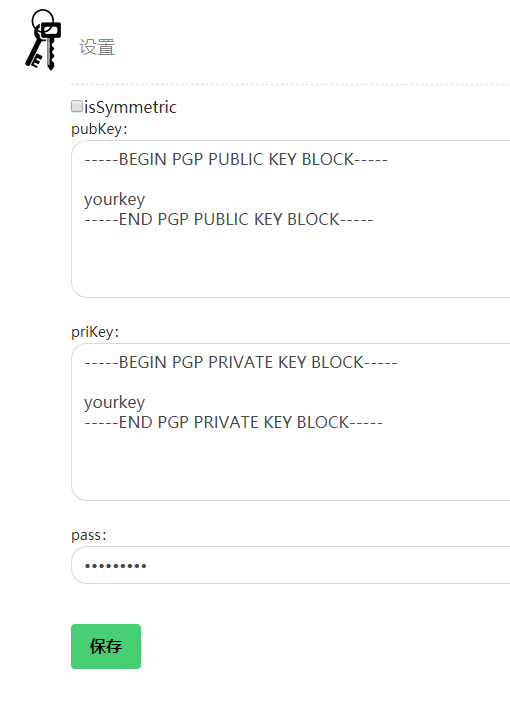 设置
isSymmetric
pubKey:
-----BEGIN PGP PUBLIC KEY BLOCK-----
yourkey
-----END PGP PUBLIC KEY BLOCK-----
priKey:
-----BEGIN PGP PRIVATE KEY BLOCK-----
yourkey
-----END PGP PRIVATE KEY BLOCK-----
pass:
•••••••••
保存